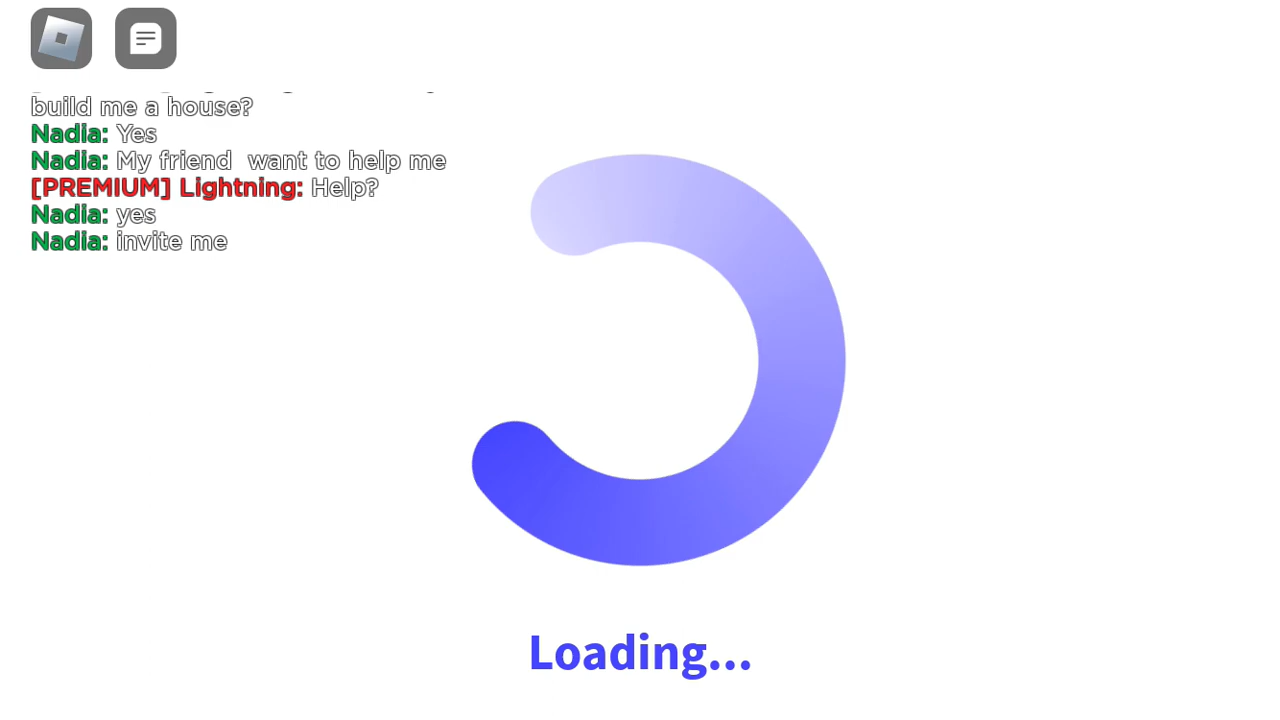 build me a house?
Nadia: Yes
Nadia: My friend  want to help me
[PREMIUM] Lightning: Help?
Nadia: yes
Nadia: invite me
Loading...